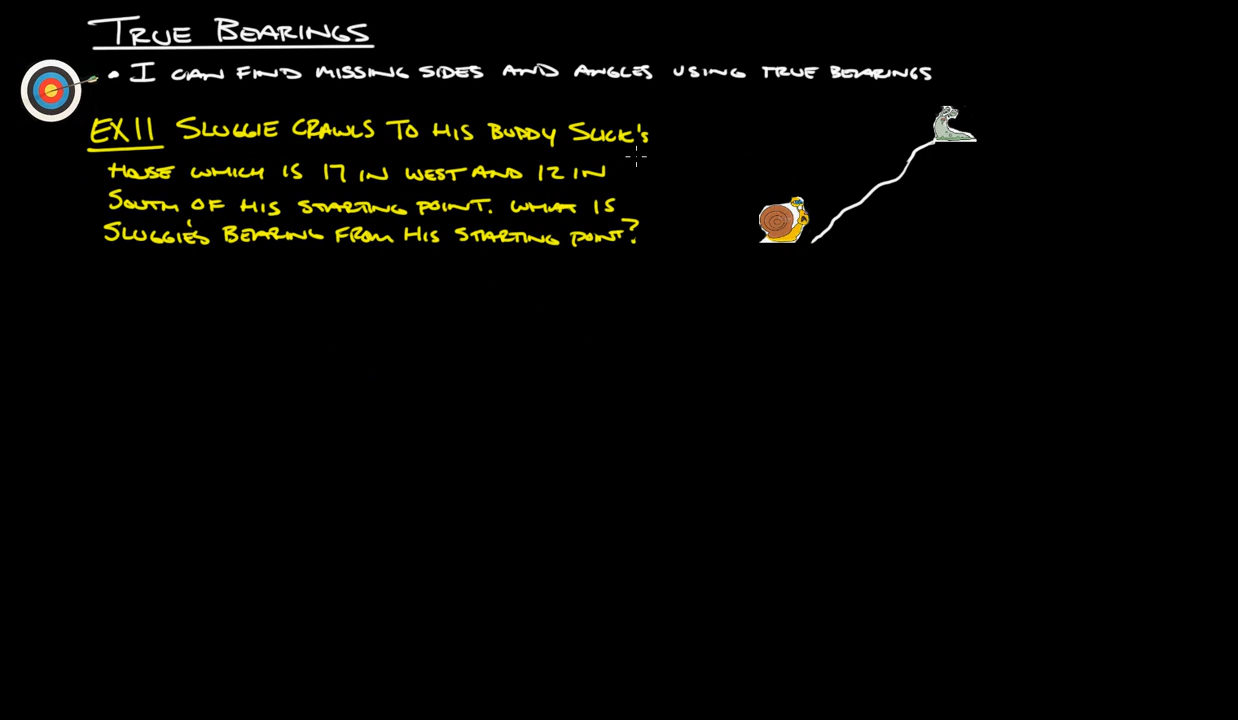 TRUE BEARINGS
• I CAN FIND MISSING SIDES AND ANGLES USING TRUE BEARINGS
EX 11 SLUGGIE CRAWLS TO HIS BUDDY SLICK'S
HOUSE WHICH IS 17 IN WEST AND 12 IN
SOUTH OF HIS STARTING POINT. WHAT IS
SLUGGIE'S BEARING FROM HIS STARTING POINT?